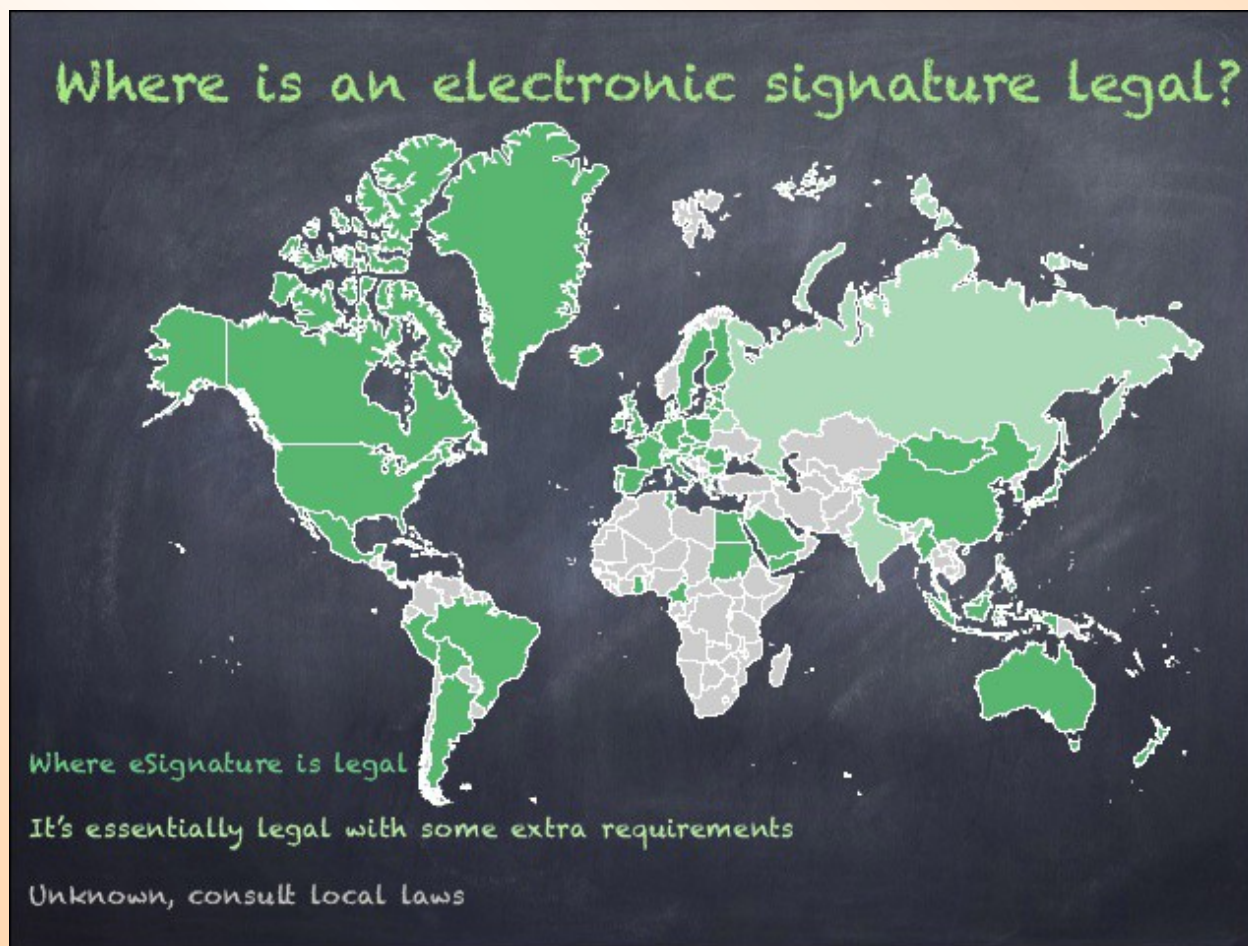 Where is an electronic signature legal?
Where eSignature is legal
It's essentially legal with some extra requirements
Unknown, consult local laws